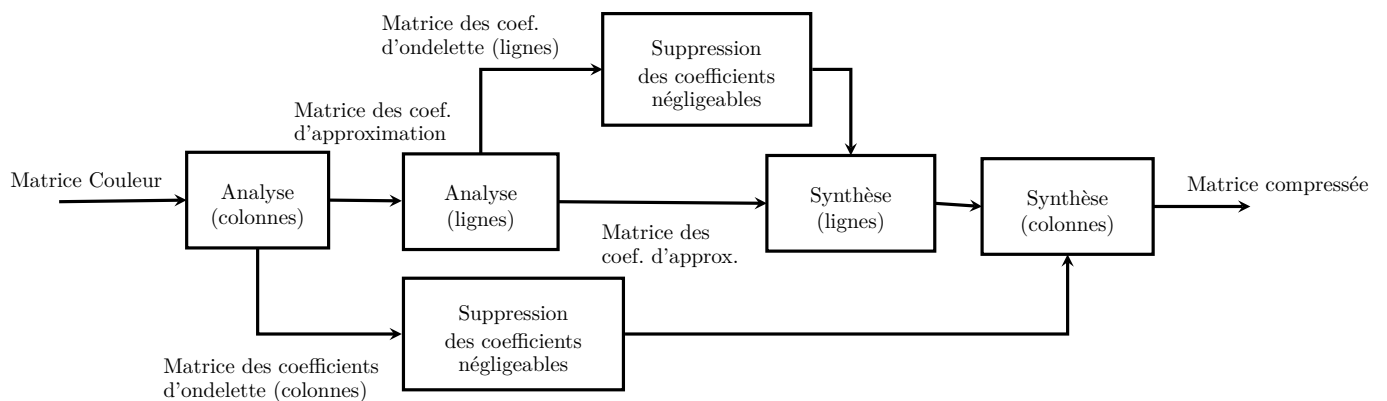 Matrice des coef.
d'ondelette (lignes)
Suppression
des coefficients
négligeables
Matrice des coef.
d'approximation
Matrice Couleur
Analyse
(colonnes)
Analyse
(lignes)
Synthèse
(lignes)
Synthèse
(colonnes)
Matrice compressée
Matrice des
coef. d'approx.
Suppression
des coefficients
négligeables
Matrice des coefficients
d'ondelette (colonnes)